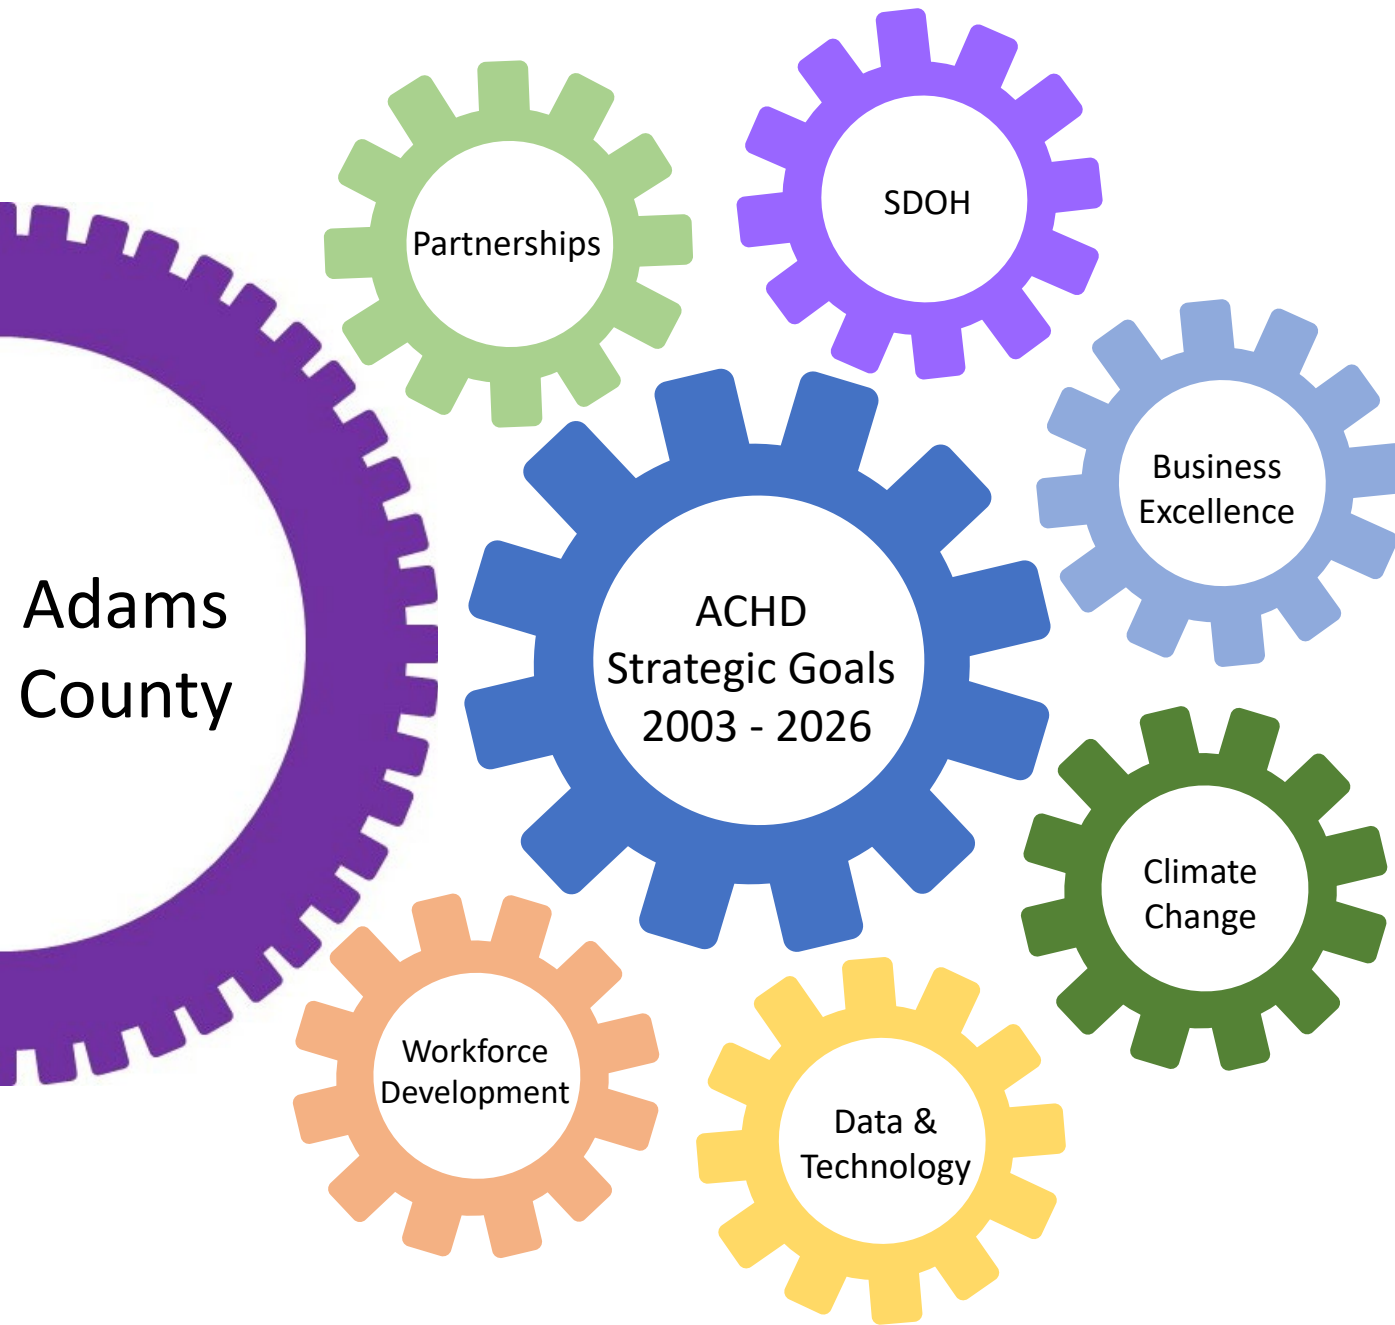 SDOH
Partnerships
Business
Excellence
Adams
County
ACHD
Strategic Goals
2003 - 2026
Climate
Change
Workforce
Development
Data &
Technology